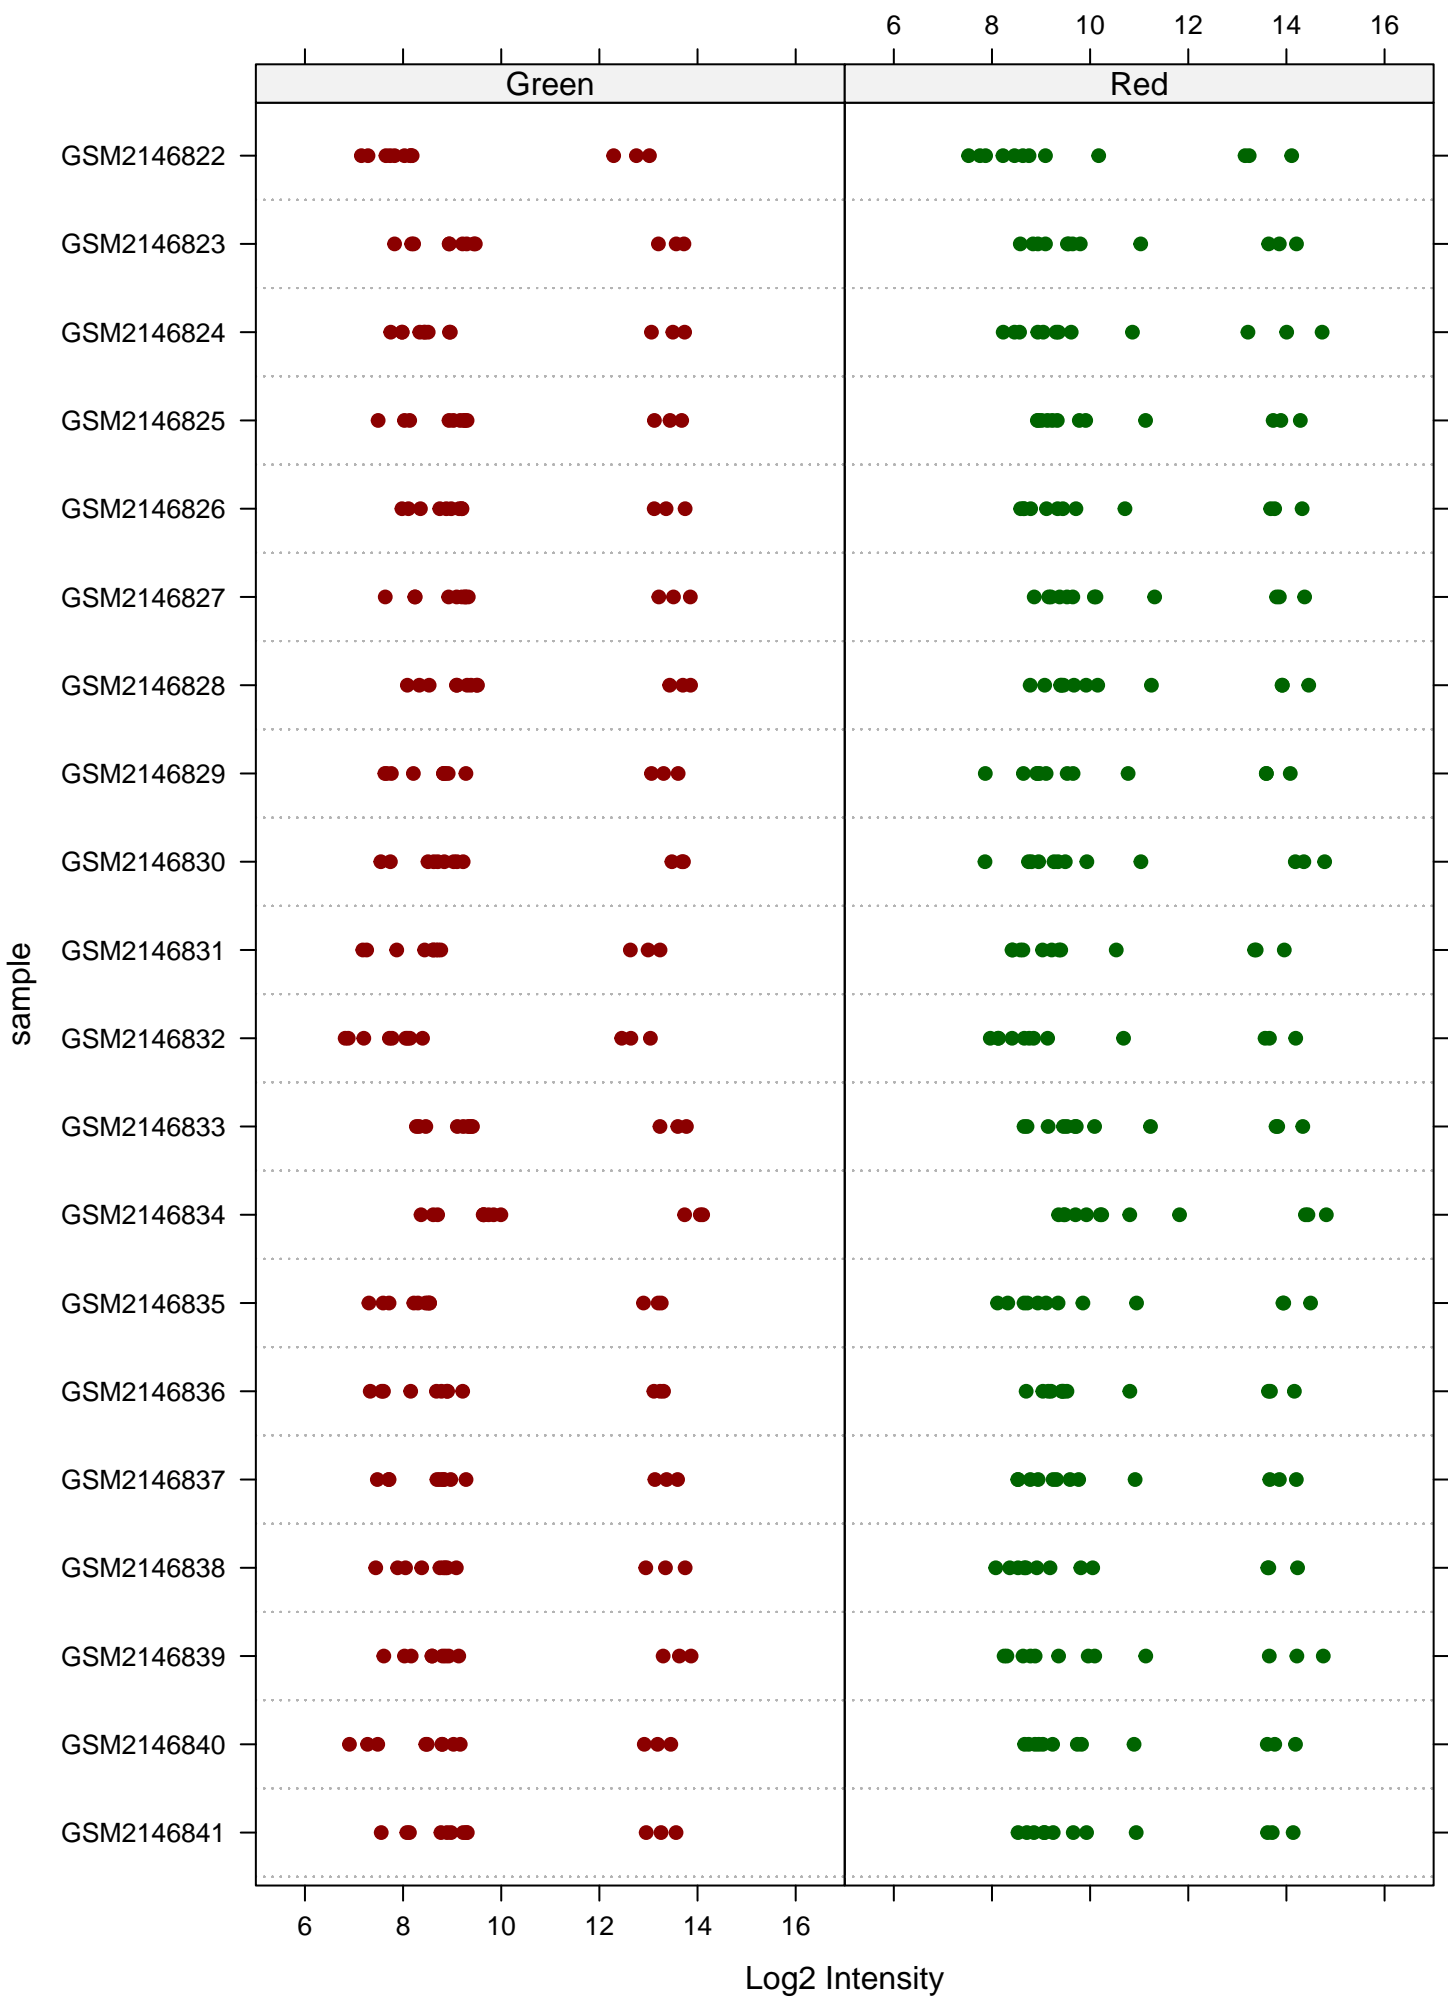 6 8 10 12 14 16
Green Red
GSM2146822
GSM2146823
GSM2146824
GSM2146825
GSM2146826
GSM2146827
GSM2146828
GSM2146829
GSM2146830
GSM2146831
GSM2146832
GSM2146833
GSM2146834
GSM2146835
GSM2146836
GSM2146837
GSM2146838
GSM2146839
GSM2146840
GSM2146841
sample
6 8 10 12 14 16
Log2 Intensity